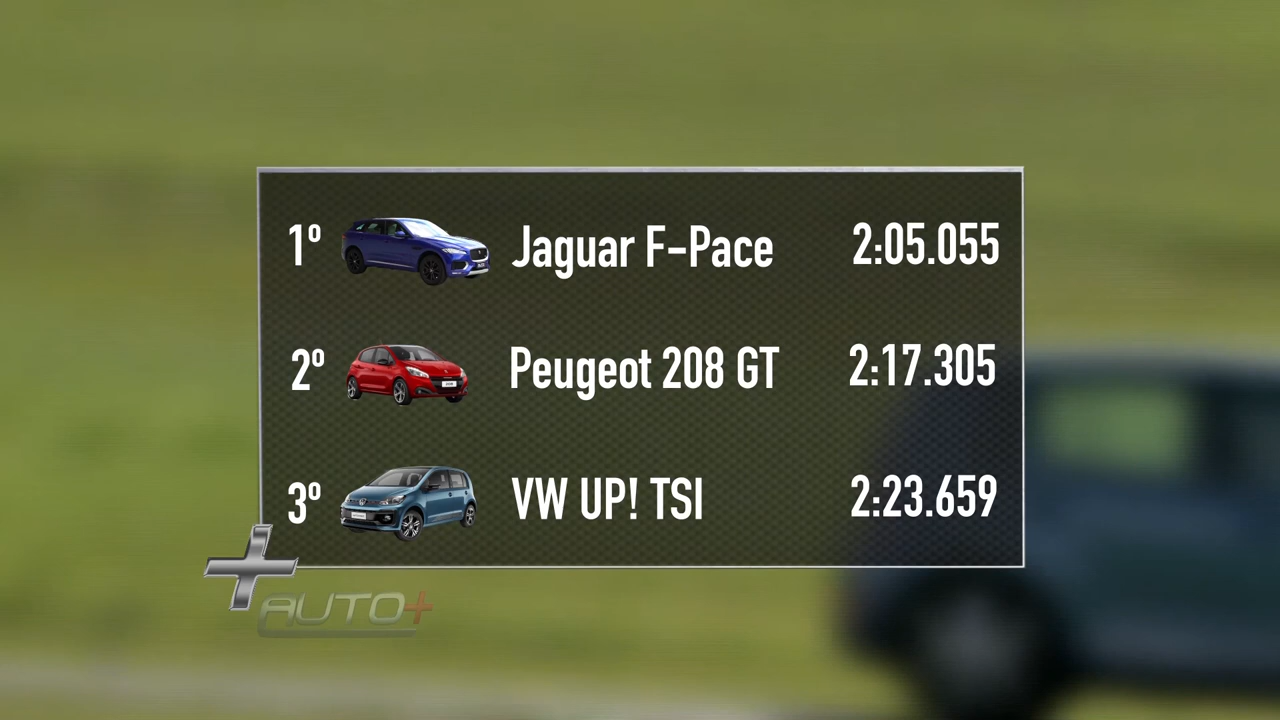 1º Jaguar F-Pace 2:05.055
2º Peugeot 208 GT 2:17.305
3º VW UP! TSI 2:23.659
AUTO+